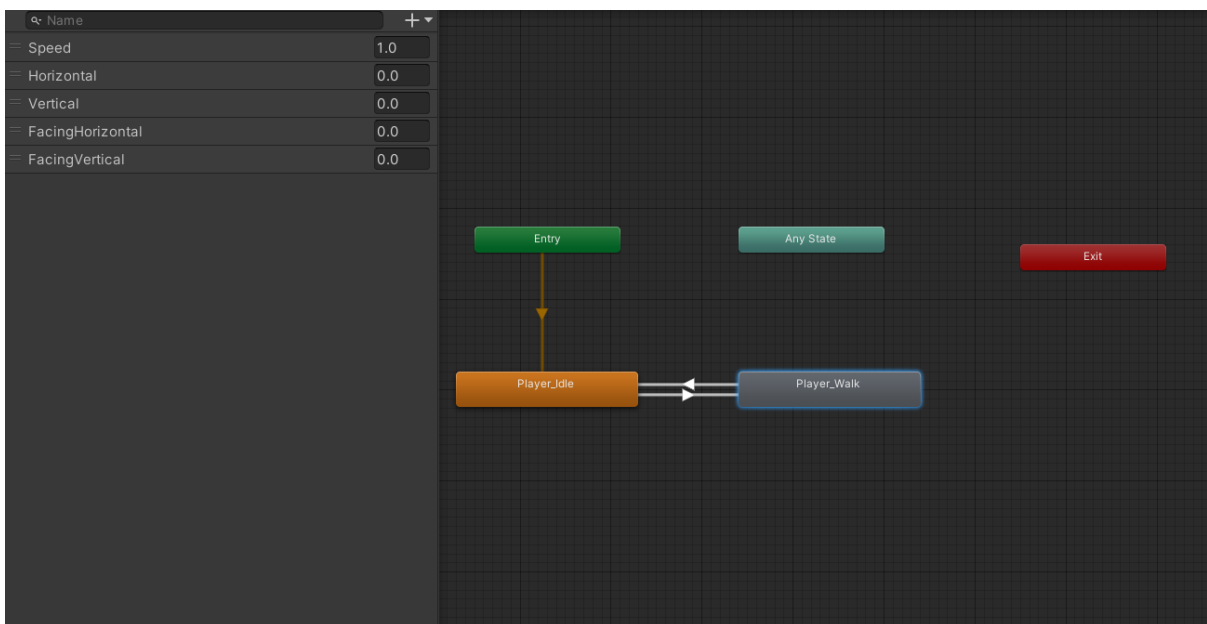 Name
Speed 1.0
Horizontal 0.0
Vertical 0.0
FacingHorizontal 0.0
FacingVertical 0.0
Entry
Any State
Exit
Player_Idle
Player_Walk